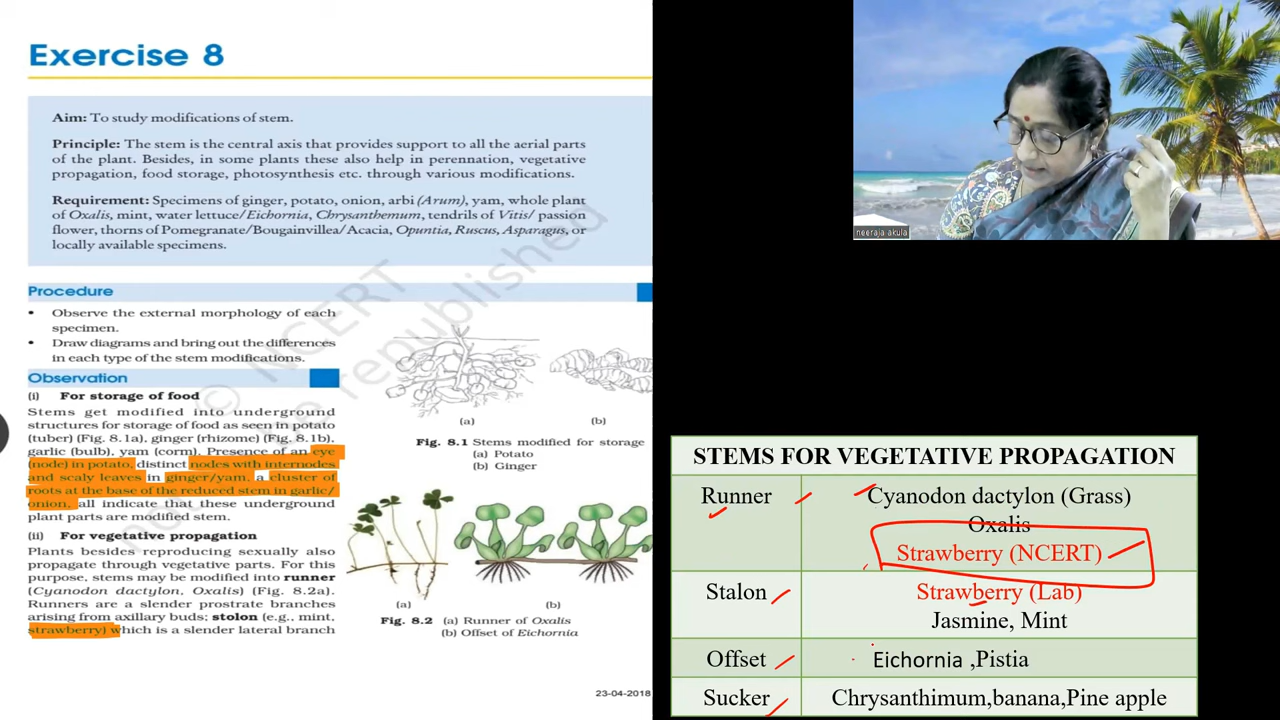 Exercise 8
Aim: To study modifications of stem.
Principle: The stem is the central axis that provides support to all the aerial parts
of the plant. Besides, in some plants these also help in perennation, vegetative
propagation, food storage, photosynthesis etc. through various modifications.
Requirement: Specimens of ginger, potato, onion, arbi (Arum), yam, whole plant
of Oxalis, mint, water lettuce/Eichornia, Chrysanthemum, tendrils of Vitis/ passion
flower, thorns of Pomegranate/Bougainvillea/Acacia, Opuntia, Ruscus, Asparagus, or
locally available specimens.
Procedure
• Observe the external morphology of each
specimen.
• Draw diagrams and bring out the differences
in each type of the stem modifications.
Observation
(i) For storage of food
Stems get modified into underground
structures for storage of food as seen in potato
(tuber) (Fig. 8.1a), ginger (rhizome) (Fig. 8.1b),
garlic (bulb), yam (corm). Presence of an eye
(node) in potato, distinct nodes with internodes
and scaly leaves in ginger/yam, a cluster of
roots at the base of the reduced stem in garlic/
onion, all indicate that these underground
plant parts are modified stem.
(ii) For vegetative propagation
Plants besides reproducing sexually also
propagate through vegetative parts. For this
purpose, stems may be modified into runner
(Cyanodon dactylon, Oxalis) (Fig. 8.2a).
Runners are a slender prostrate branches
arising from axillary buds; stolon (e.g., mint,
strawberry) which is a slender lateral branch
(a) (b)
Fig. 8.1 Stems modified for storage
(a) Potato
(b) Ginger
(a) (b)
Fig. 8.2 (a) Runner of Oxalis
(b) Offset of Eichornia
23-04-2018
© NCERT
not to be republished
neeraja akula
STEMS FOR VEGETATIVE PROPAGATION
Runner Cyanodon dactylon (Grass)
Oxalis
Strawberry (NCERT)
Stalon Strawberry (Lab)
Jasmine, Mint
Offset Eichornia ,Pistia
Sucker Chrysanthimum,banana,Pine apple